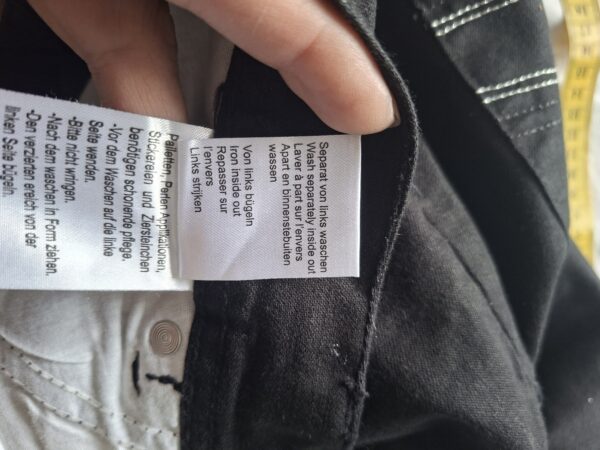 Separat von links waschen
Wash separately inside out
Laver à part sur l'envers
Apart en binnenstebuiten
wassen
Von links bügeln
Iron inside out
Repasser sur
l'envers
Links strijken
Pailletten, Perlen Applikationen,
Stickereien und Ziersteinchen
benötigen schonende pflege.
-Vor dem Waschen auf die linke
Seite wenden.
-Bitte nicht wringen.
-Nach dem waschen in Form ziehen.
-Den verzierten ereich von der
linken Seite bügeln.